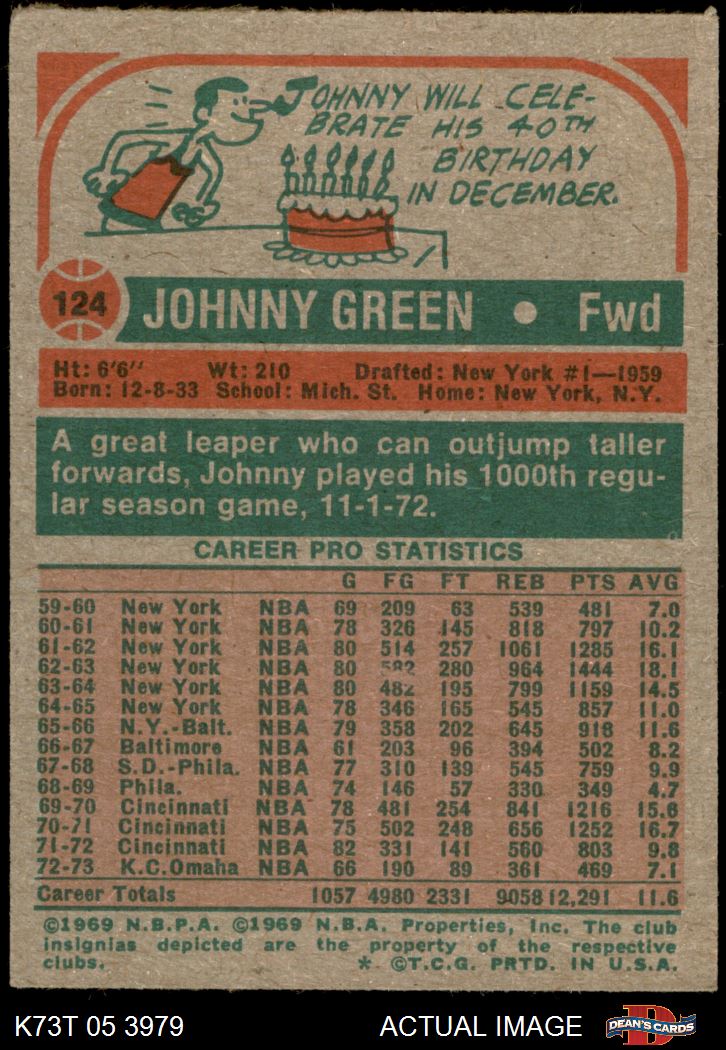 JOHNNY WILL CELE-
BRATE HIS 40TH
BIRTHDAY
IN DECEMBER.
124 JOHNNY GREEN • Fwd
Ht: 6'6" Wt: 210 Drafted: New York #1—1959
Born: 12-8-33 School: Mich. St. Home: New York, N.Y.
A great leaper who can outjump taller
forwards, Johnny played his 1000th regu-
lar season game, 11-1-72.
CAREER PRO STATISTICS
G FG FT REB PTS AVG
59-60 New York NBA 69 209 63 539 481 7.0
60-61 New York NBA 78 326 145 818 797 10.2
61-62 New York NBA 80 514 257 1061 1285 16.1
62-63 New York NBA 80 582 280 964 1444 18.1
63-64 New York NBA 80 482 195 799 1159 14.5
64-65 New York NBA 78 346 165 545 857 11.0
65-66 N.Y.-Balt. NBA 79 358 202 645 918 11.6
66-67 Baltimore NBA 61 203 96 394 502 8.2
67-68 S.D.-Phila. NBA 77 310 139 545 759 9.9
68-69 Phila. NBA 74 146 57 330 349 4.7
69-70 Cincinnati NBA 78 481 254 841 1216 15.6
70-71 Cincinnati NBA 75 502 248 656 1252 16.7
71-72 Cincinnati NBA 82 331 141 560 803 9.8
72-73 K.C.Omaha NBA 66 190 89 361 469 7.1
Career Totals 1057 4980 2331 9058 12,291 11.6
©1969 N.B.P.A. ©1969 N.B.A. Properties, Inc. The club
insignias depicted are the property of the respective
clubs. * ©T.C.G. PRTD. IN U.S.A.
K73T 05 3979 ACTUAL IMAGE DEAN'S CARDS